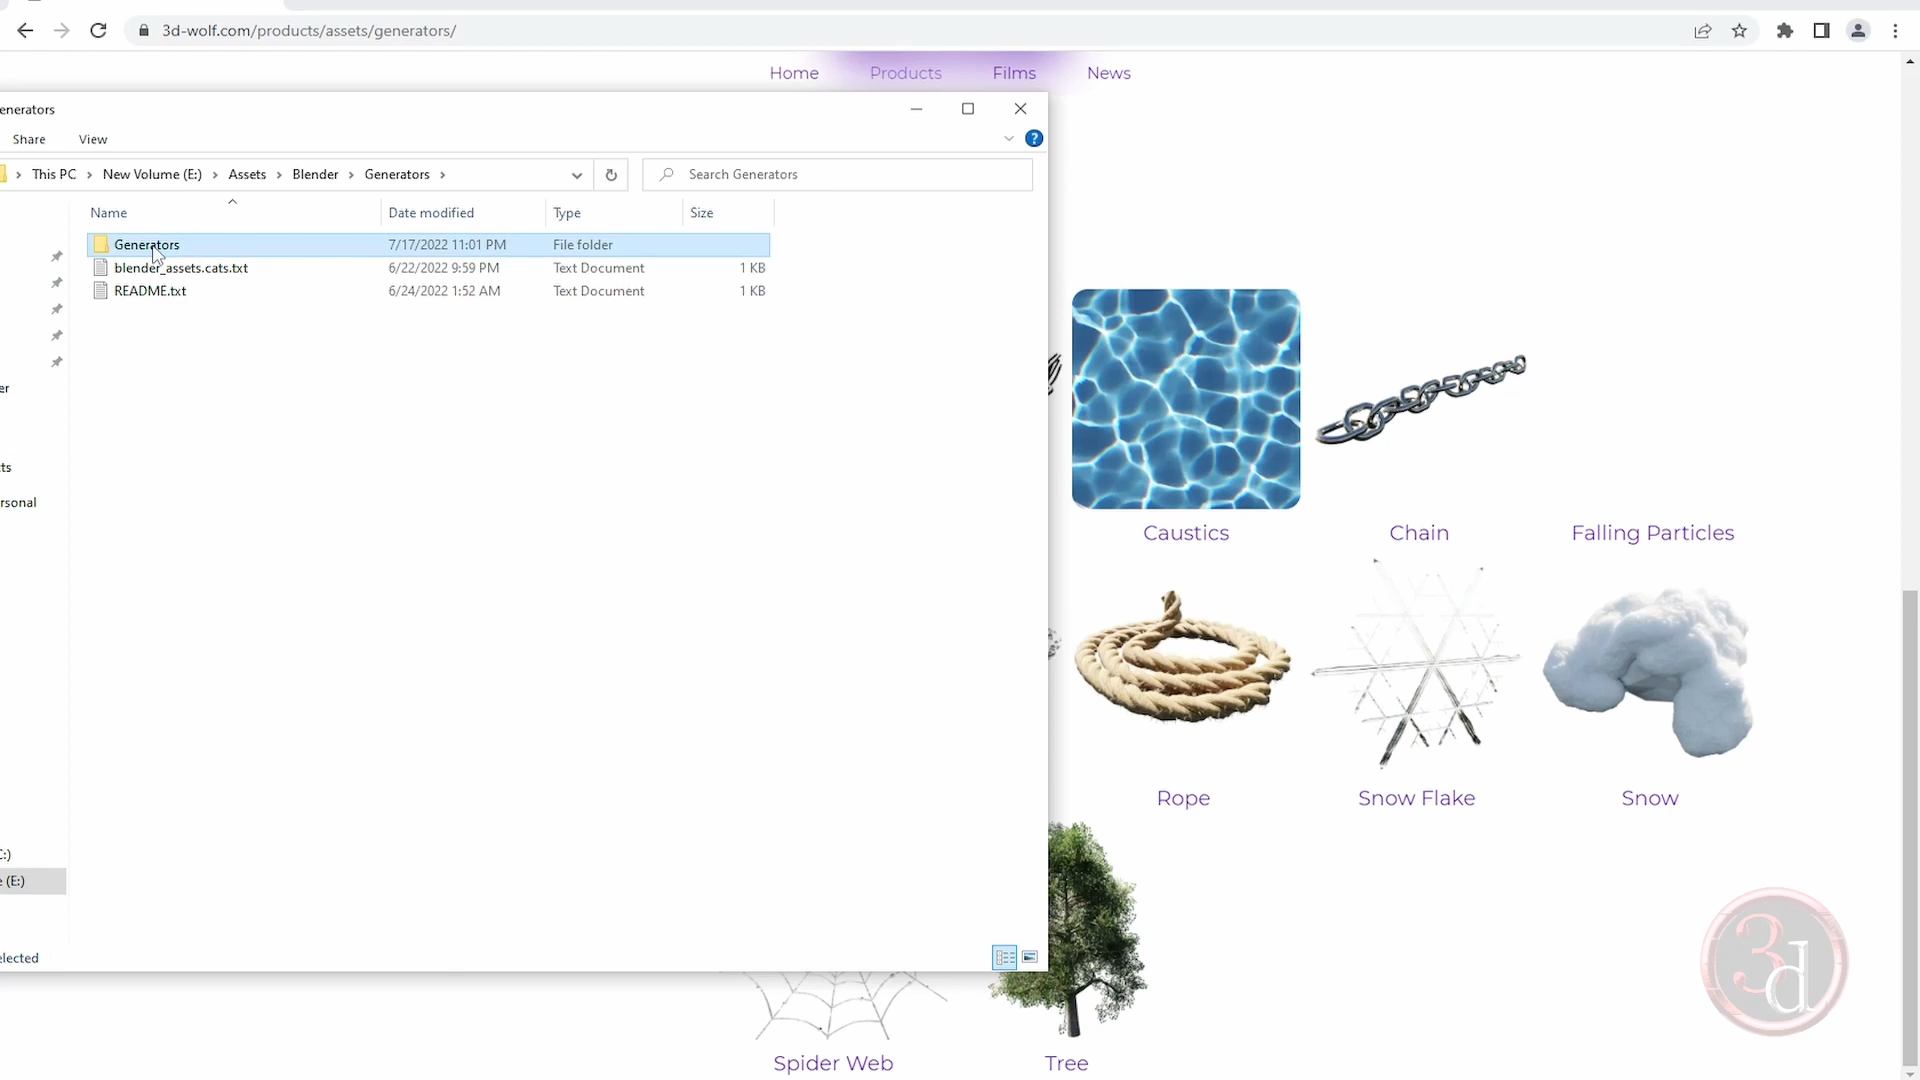 3d-wolf.com/products/assets/generators/
Home Products Films News
enerators
Share View
This PC New Volume (E:) Assets Blender Generators
Search Generators
Name Date modified Type Size
Generators 7/17/2022 11:01 PM File folder
blender_assets.cats.txt 6/22/2022 9:59 PM Text Document 1 KB
README.txt 6/24/2022 1:52 AM Text Document 1 KB
er
ts
rsonal
C:)
e (E:)
elected
Caustics Chain Falling Particles
Rope Snow Flake Snow
Spider Web Tree
3d